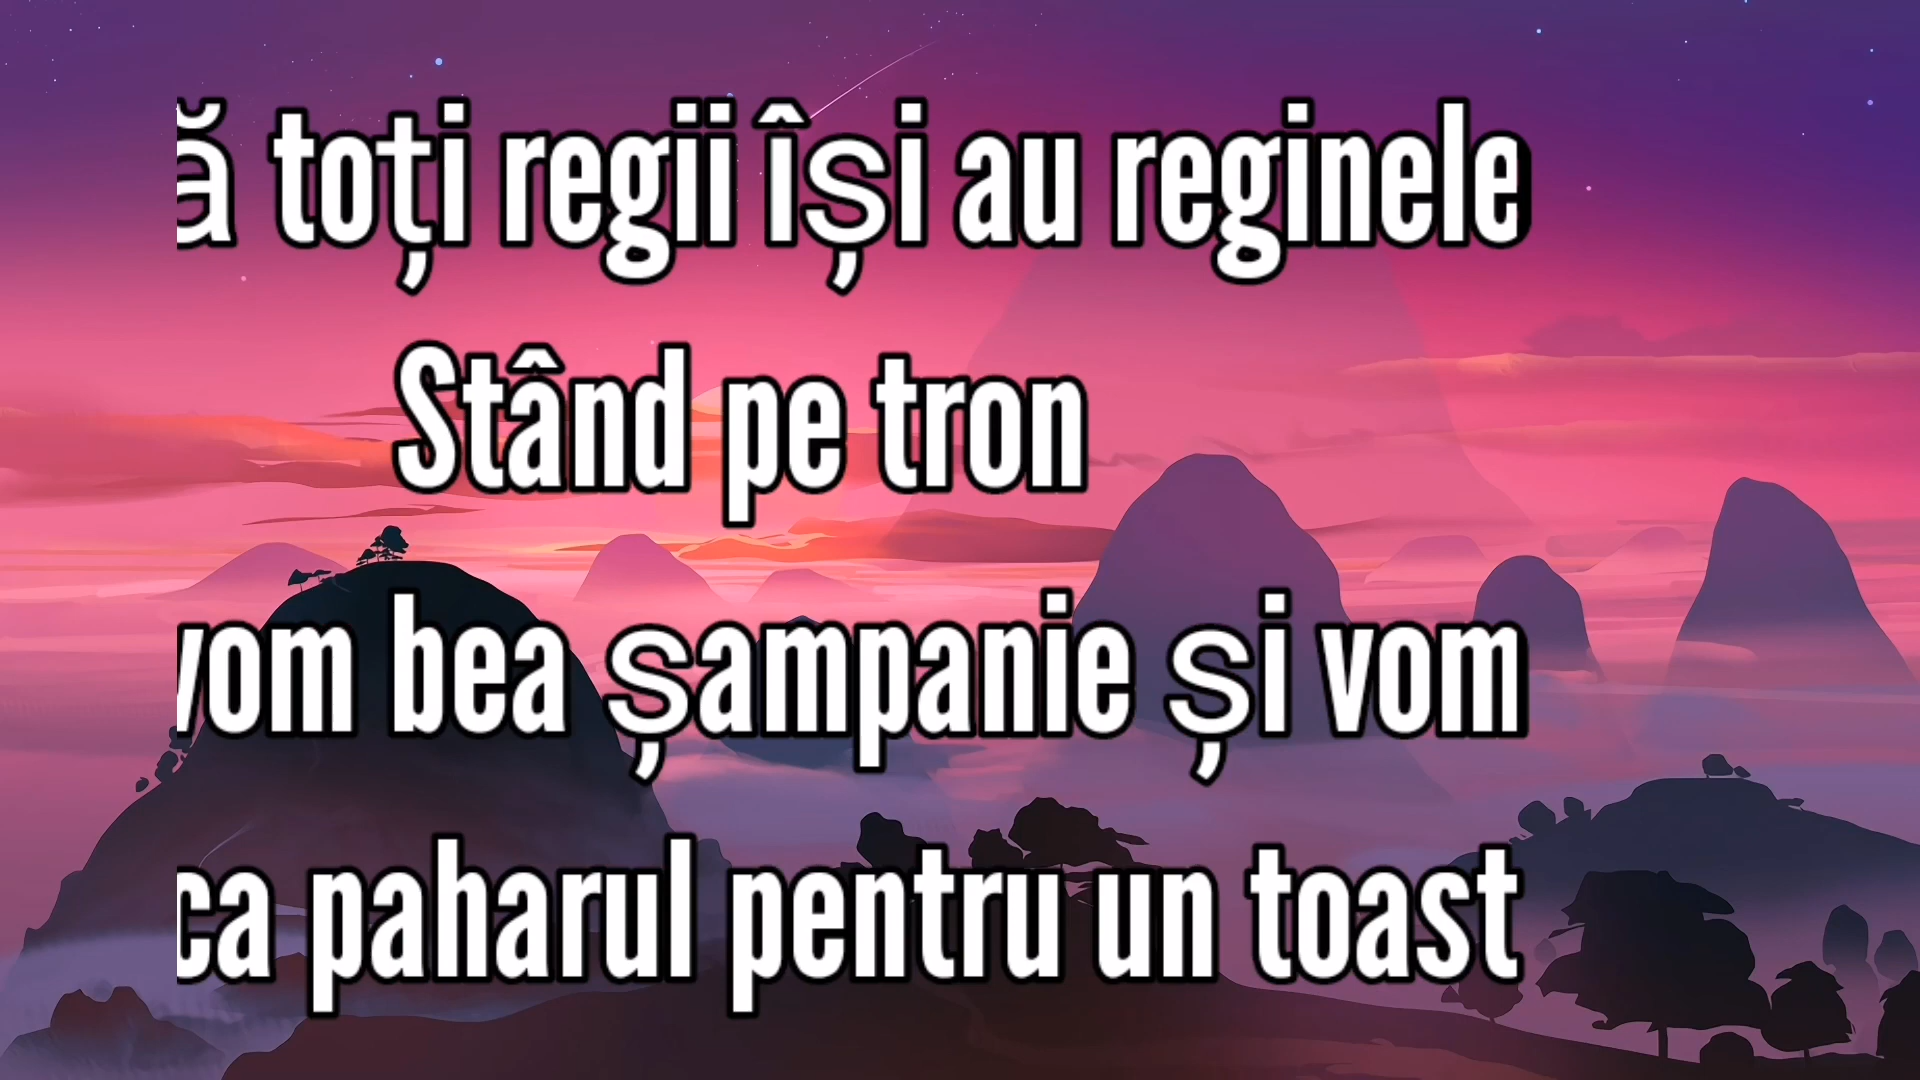 ă toți regii își au reginele
Stând pe tron
vom bea șampanie și vom
ca paharul pentru un toast